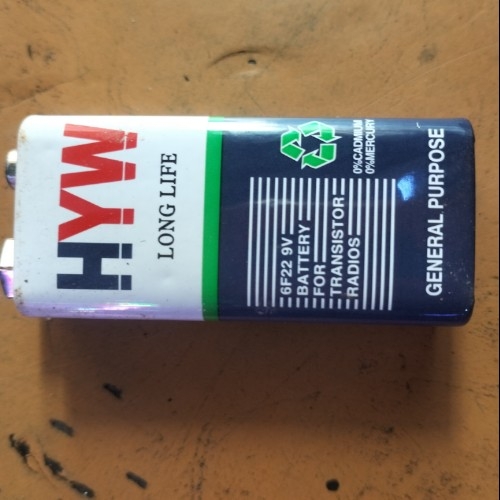 HYW
LONG LIFE
0%CADMIUM
0%MERCURY
6F22 9V
BATTERY
FOR
TRANSISTOR
RADIOS
GENERAL PURPOSE